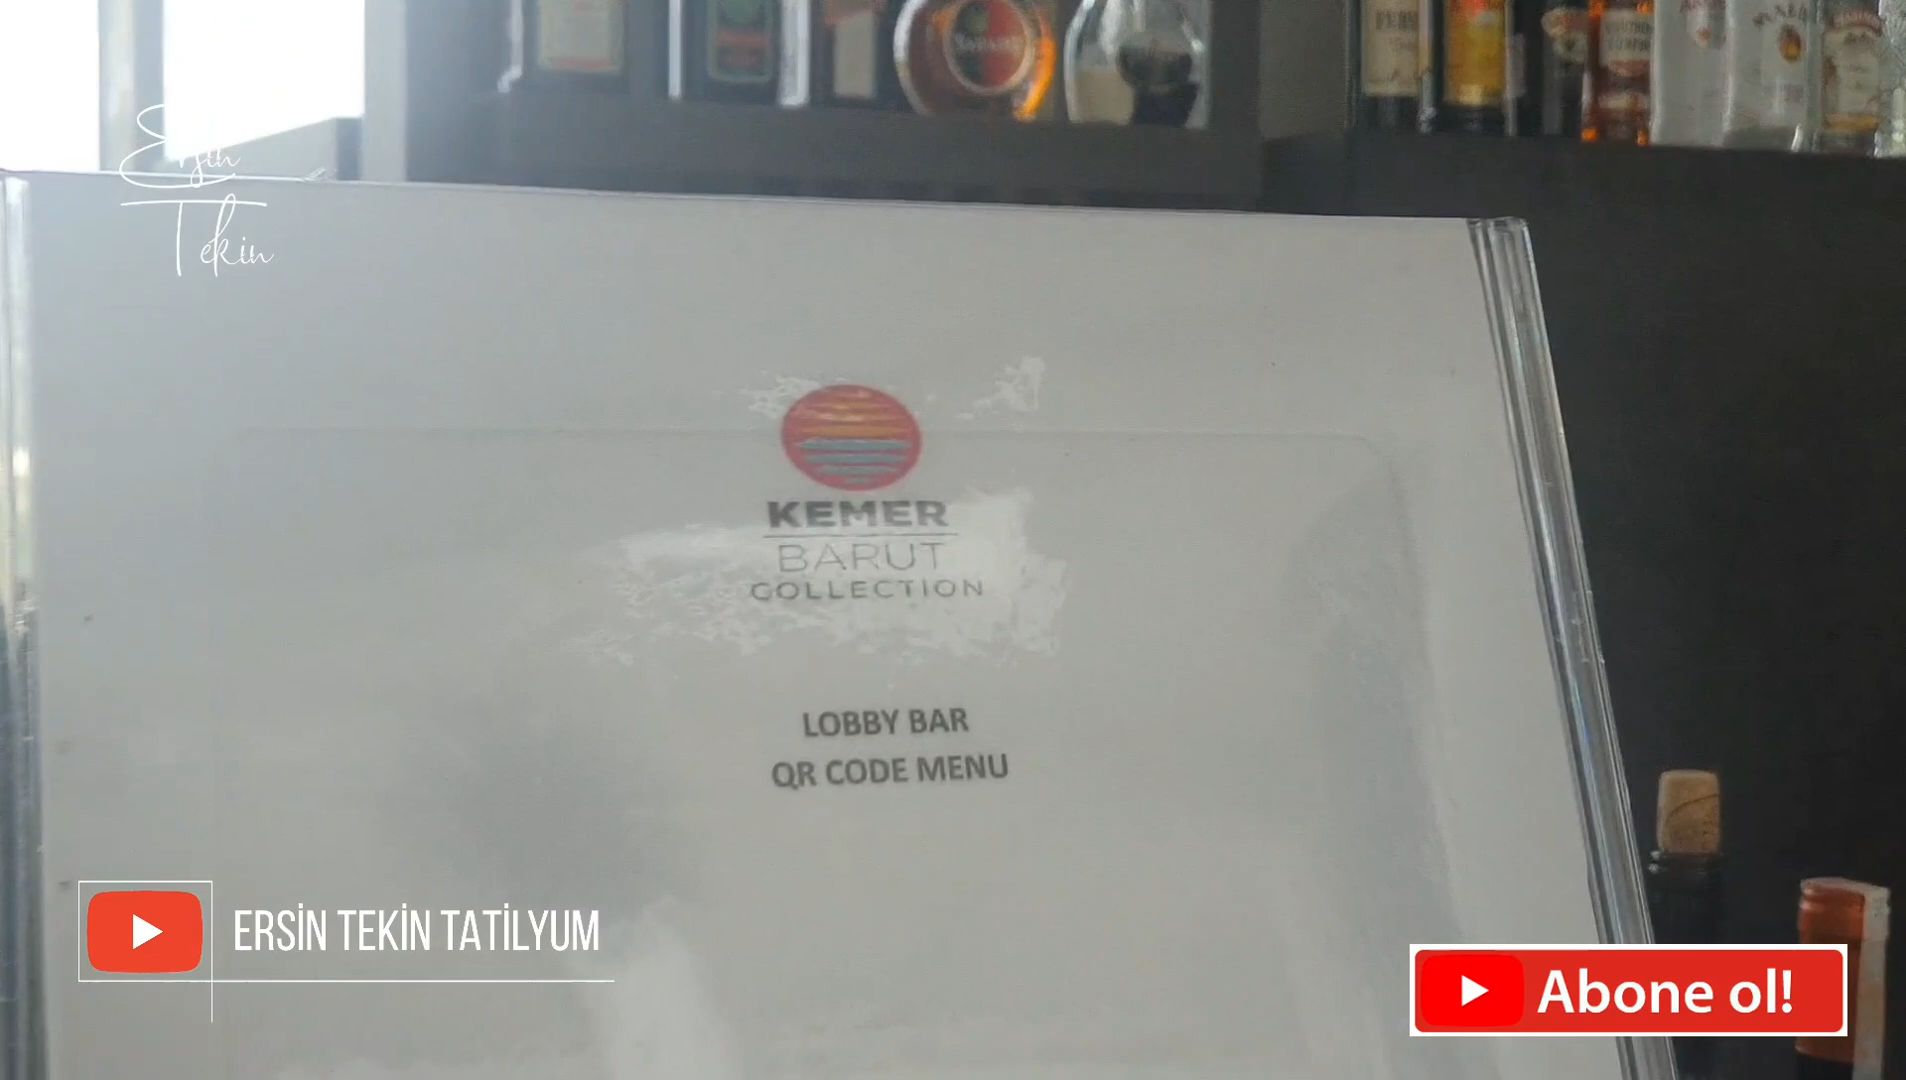 Ersin
Tekin
KEMER
BARUT
COLLECTION
LOBBY BAR
QR CODE MENU
ERSİN TEKİN TATİLYUM
Abone ol!